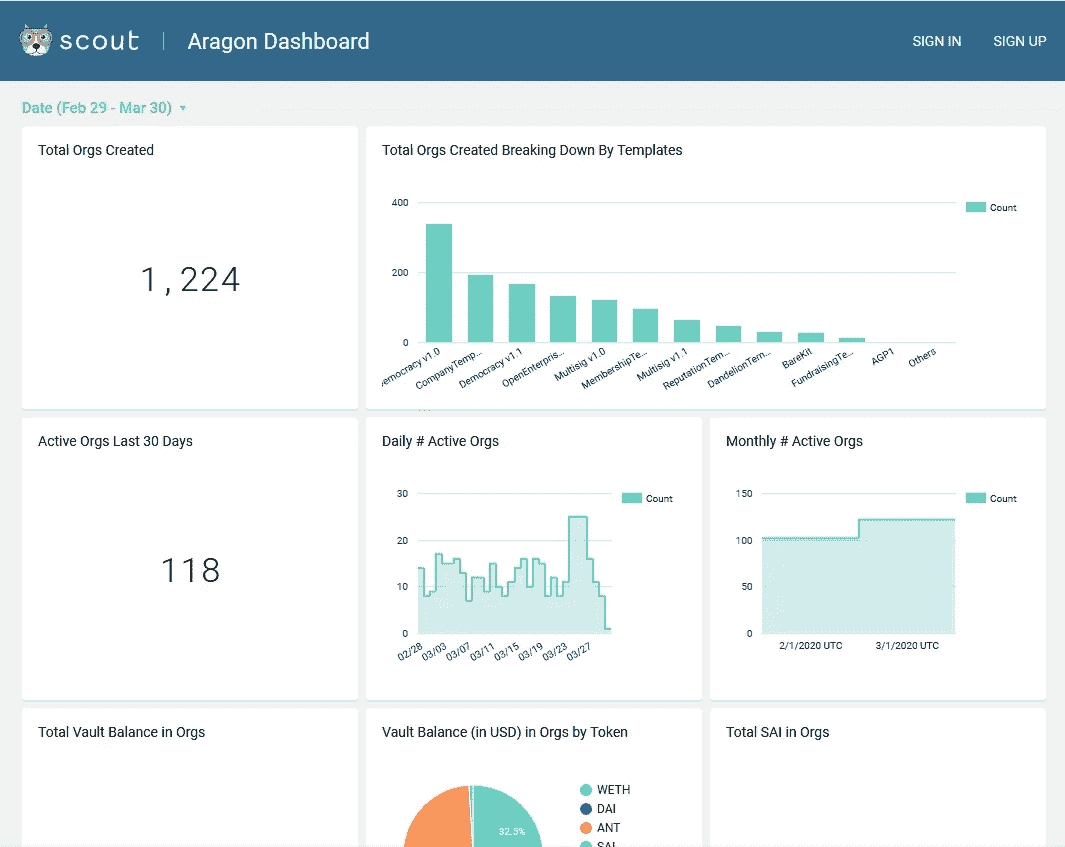 scout
Aragon Dashboard
SIGN IN
SIGN UP
Date (Feb 29 - Mar 30)
Total Orgs Created
1,224
Total Orgs Created Breaking Down By Templates
400
200
0
Count
CompanyTemp...
Democracy v1.1
OpenEnterpris...
Multisig v1.0
MembershipTe...
Multisig v1.1
ReputationTem...
DandelionTem...
BareKit
FundraisingTe...
AGP1
Others
Active Orgs Last 30 Days
118
Daily # Active Orgs
30
20
10
0
Count
02/28
03/03
03/07
03/11
03/15
03/19
03/23
03/27
Monthly # Active Orgs
150
100
50
0
Count
2/1/2020 UTC
3/1/2020 UTC
Total Vault Balance in Orgs
Vault Balance (in USD) in Orgs by Token
32.5%
WETH
DAI
ANT
SAI
Total SAI in Orgs